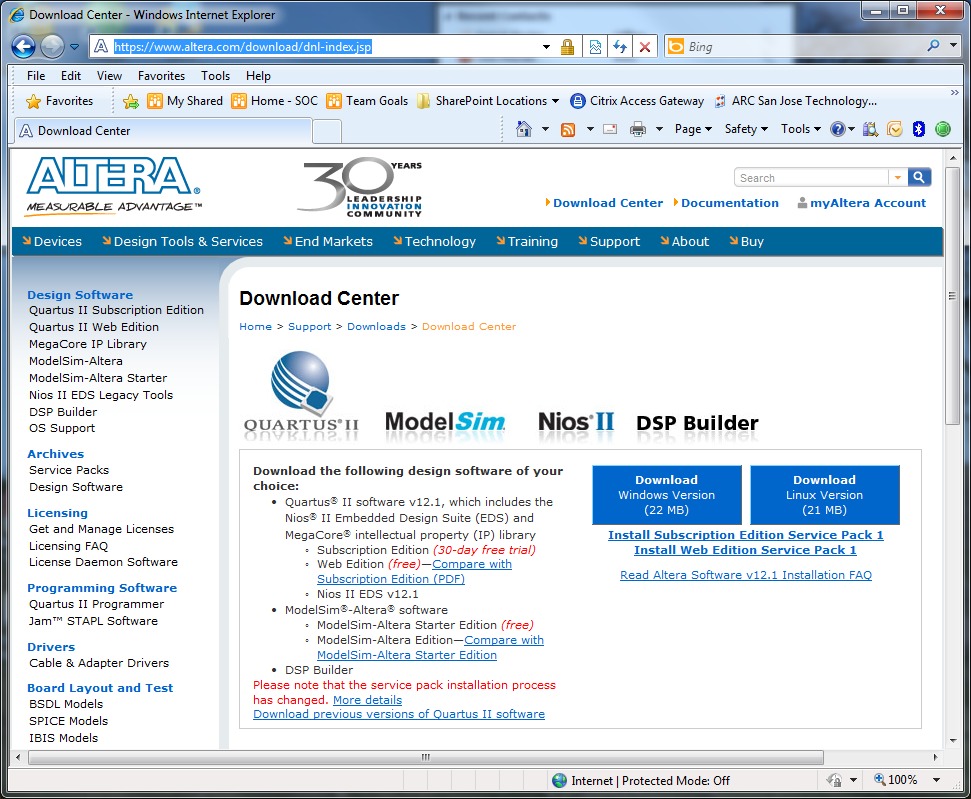 Download Center - Windows Internet Explorer
https://www.altera.com/download/dnl-index.jsp
Bing
File Edit View Favorites Tools Help
Favorites My Shared Home - SOC Team Goals SharePoint Locations Citrix Access Gateway ARC San Jose Technology...
Download Center
Page Safety Tools
ALTERA®
MEASURABLE ADVANTAGE™
30 YEARS
LEADERSHIP
INNOVATION
COMMUNITY
Search
Download Center Documentation myAltera Account
Devices Design Tools & Services End Markets Technology Training Support About Buy
Design Software
Quartus II Subscription Edition
Quartus II Web Edition
MegaCore IP Library
ModelSim-Altera
ModelSim-Altera Starter
Nios II EDS Legacy Tools
DSP Builder
OS Support
Archives
Service Packs
Design Software
Licensing
Get and Manage Licenses
Licensing FAQ
License Daemon Software
Programming Software
Quartus II Programmer
Jam™ STAPL Software
Drivers
Cable & Adapter Drivers
Board Layout and Test
BSDL Models
SPICE Models
IBIS Models
Download Center
Home > Support > Downloads > Download Center
QUARTUS® II ModelSim Nios® II DSP Builder
Download the following design software of your
choice:
• Quartus® II software v12.1, which includes the
Nios® II Embedded Design Suite (EDS) and
MegaCore® intellectual property (IP) library
◦ Subscription Edition (30-day free trial)
◦ Web Edition (free)—Compare with
Subscription Edition (PDF)
◦ Nios II EDS v12.1
• ModelSim®-Altera® software
◦ ModelSim-Altera Starter Edition (free)
◦ ModelSim-Altera Edition—Compare with
ModelSim-Altera Starter Edition
• DSP Builder
Please note that the service pack installation process
has changed. More details
Download previous versions of Quartus II software
Download
Windows Version
(22 MB)
Download
Linux Version
(21 MB)
Install Subscription Edition Service Pack 1
Install Web Edition Service Pack 1
Read Altera Software v12.1 Installation FAQ
Internet | Protected Mode: Off
100%